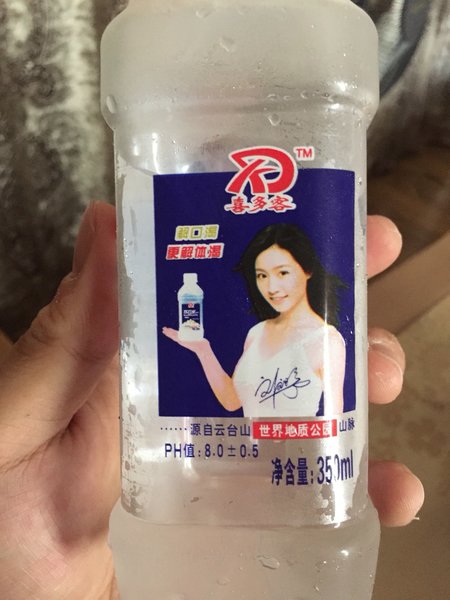 TM
喜多客
解口渴
更解体渴
······源自云台山世界地质公园山脉
PH值：8.0±0.5
净含量：350ml